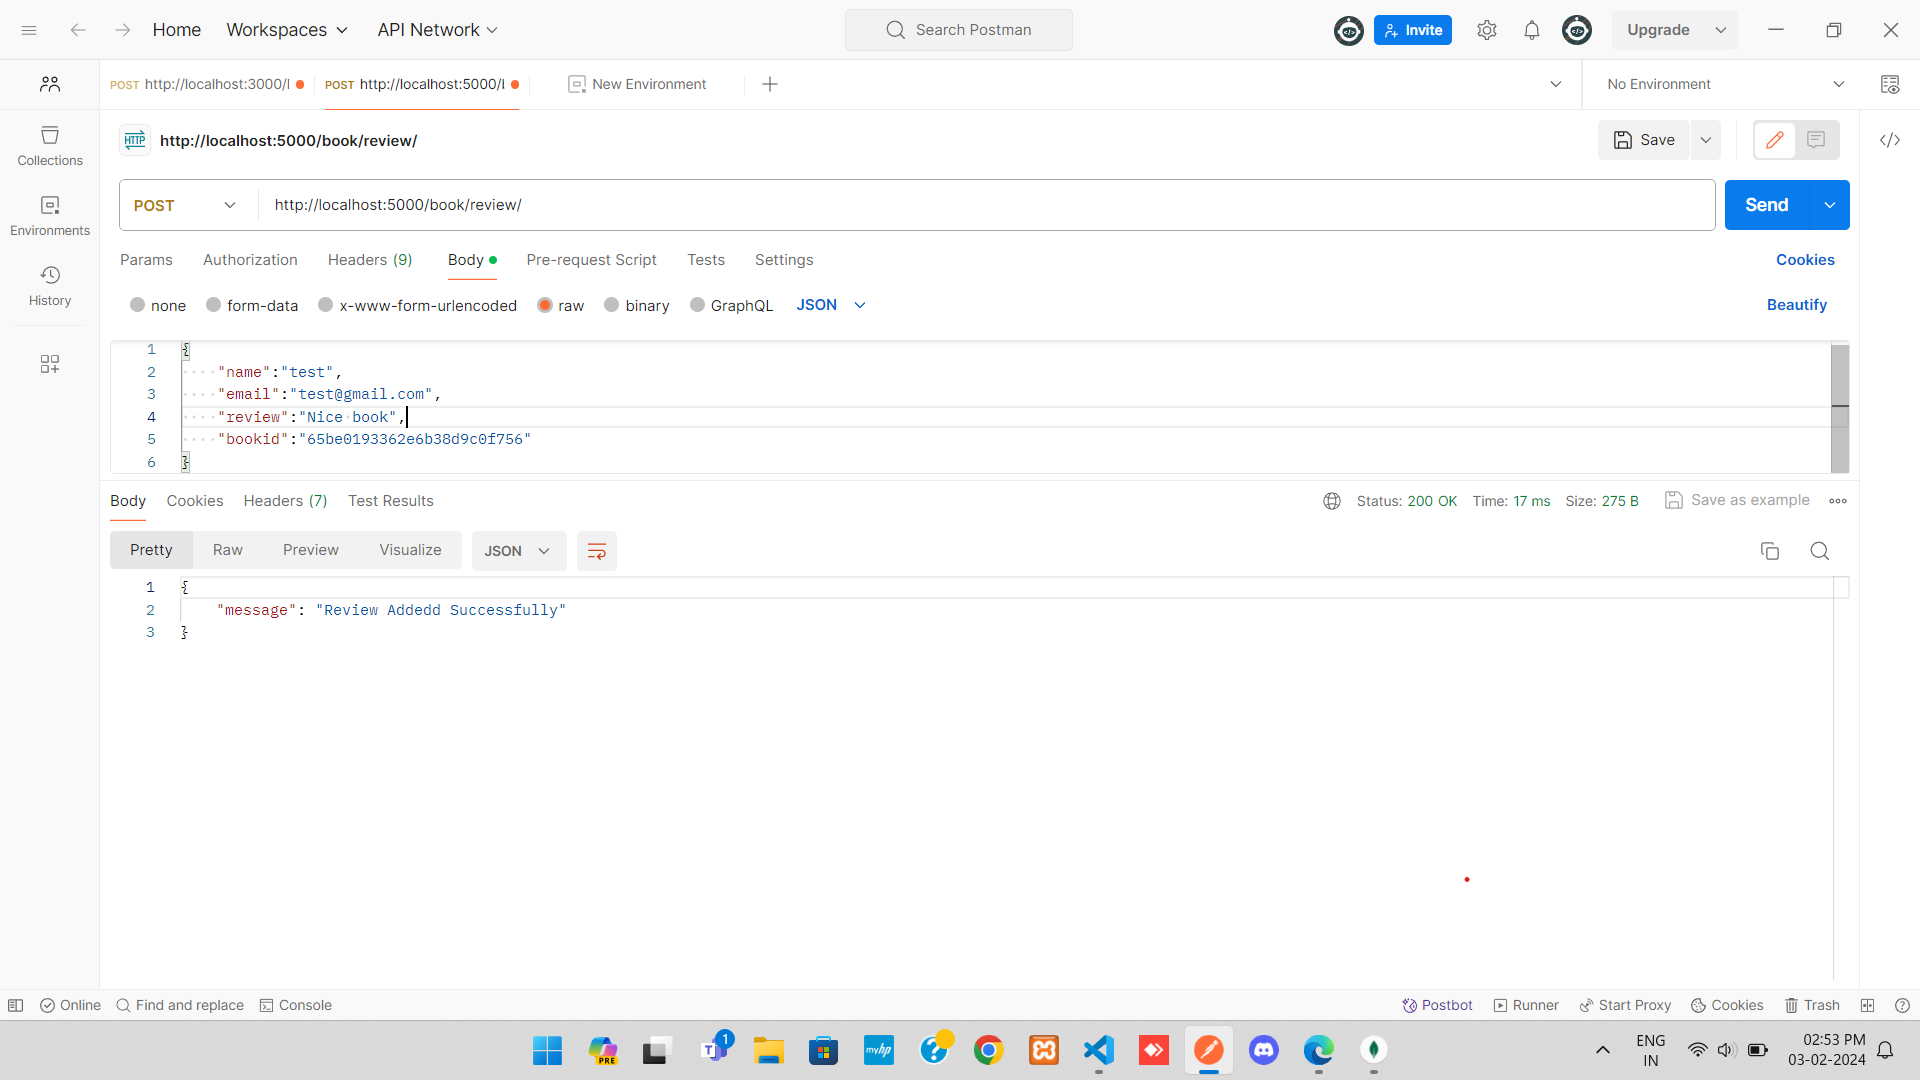 Home Workspaces API Network Search Postman Invite Upgrade
POST http://localhost:3000/l POST http://localhost:5000/l New Environment No Environment
HTTP http://localhost:5000/book/review/ Save
POST http://localhost:5000/book/review/ Send
Collections
Environments
History
Params Authorization Headers (9) Body Pre-request Script Tests Settings Cookies
none form-data x-www-form-urlencoded raw binary GraphQL JSON Beautify
1 {
2 "name":"test",
3 "email":"test@gmail.com",
4 "review":"Nice book",
5 "bookid":"65be0193362e6b38d9c0f756"
6 }
Body Cookies Headers (7) Test Results Status: 200 OK Time: 17 ms Size: 275 B Save as example
Pretty Raw Preview Visualize JSON
1 {
2 "message": "Review Addedd Successfully"
3 }
Online Find and replace Console Postbot Runner Start Proxy Cookies Trash
PRE T 1 myhp ? ENG IN 02:53 PM
03-02-2024